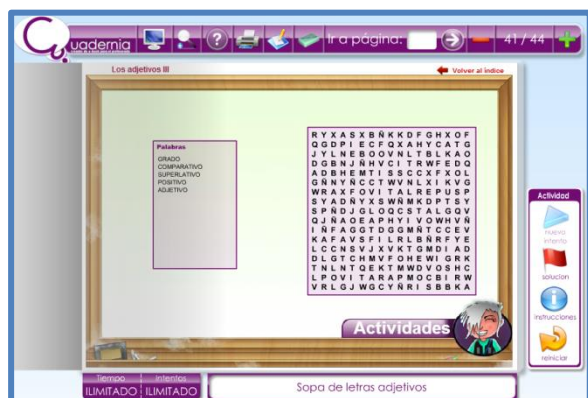 uadernia
Ir a página:
41 / 44
Los adjetivos III
Volver al índice
Palabras
GRADO
COMPARATIVO
SUPERLATIVO
POSITIVO
ADJETIVO
R Y X A S X B Ñ K K D F G H X O F
Q G D P I E C F Q X A H Y C A T G
J Y L N E B O O V N L T B L K A O
D G B N J Ñ H V C I T R W F E D Q
A D B H E M T I S S C C X F X O L
G Ñ N Y Ñ C C T W V N L X I K V G
W R A X F O V I T A L R E P U S P
S Y A D Ñ Y X S W Ñ M K D P T S Y
S P Ñ D J G L O Q C S T A L G Q V
Q J Ñ A O E A P H Y I V O W H V Ñ
I Ñ F A G G T D G G M Ñ T C C E V
K A F A V S F I L R L B Ñ R F Y E
L C C N S V J X V K T G M D I A D
D L G T C H M V F O H E W I G R K
T N L N T Q E K T M W D V O S H C
L P O V I T A R A P M O C B I R W
V R L G J W G C Y Ñ R I S B B K A
Actividades
Actividad
nuevo
intento
solucion
instrucciones
reiniciar
Tiempo
ILIMITADO
Intentos
ILIMITADO
Sopa de letras adjetivos